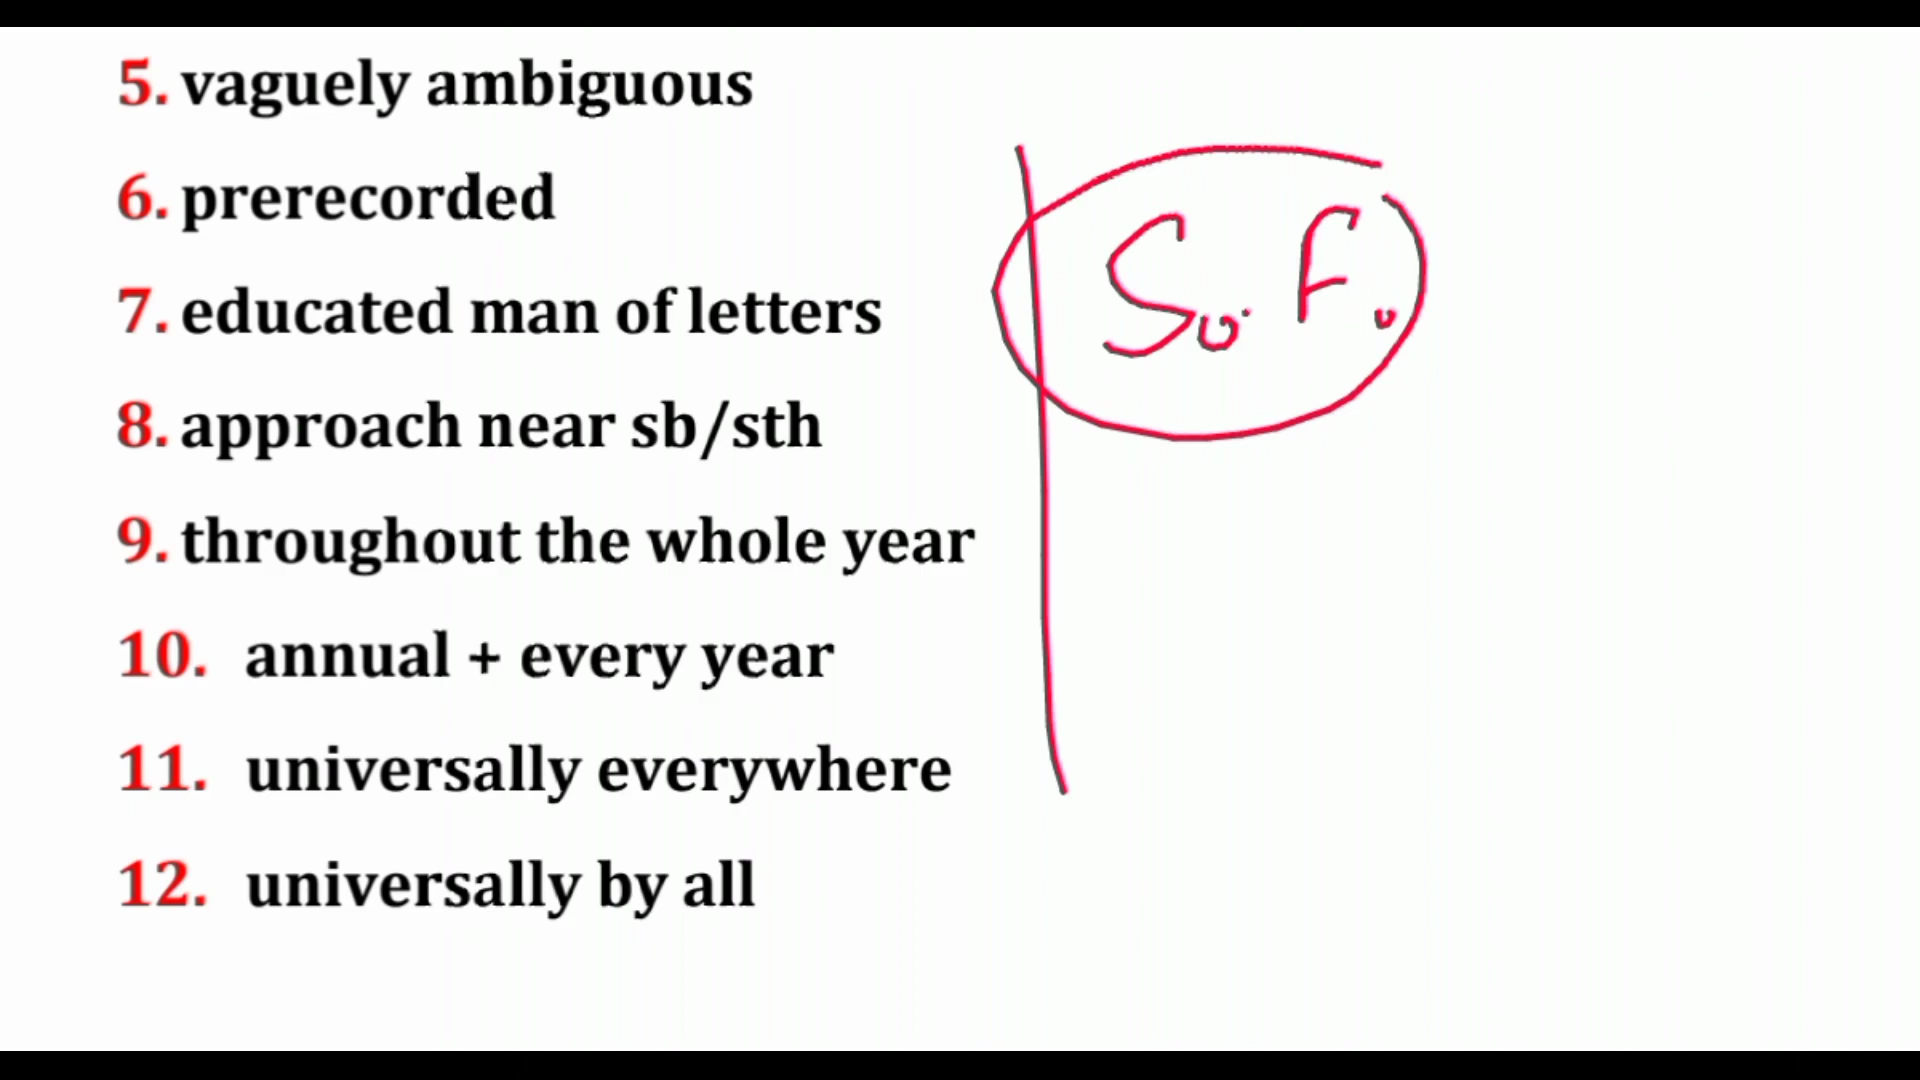 5. vaguely ambiguous
6. prerecorded
7. educated man of letters
8. approach near sb/sth
9. throughout the whole year
10. annual + every year
11. universally everywhere
12. universally by all
S. F.